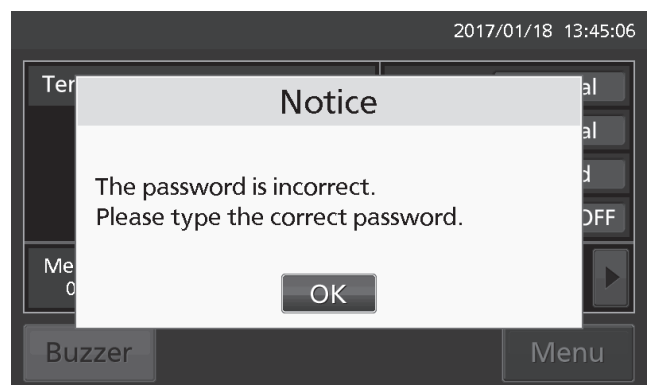 2017/01/18 13:45:06
Notice
The password is incorrect.
Please type the correct password.
OK
Buzzer
Menu